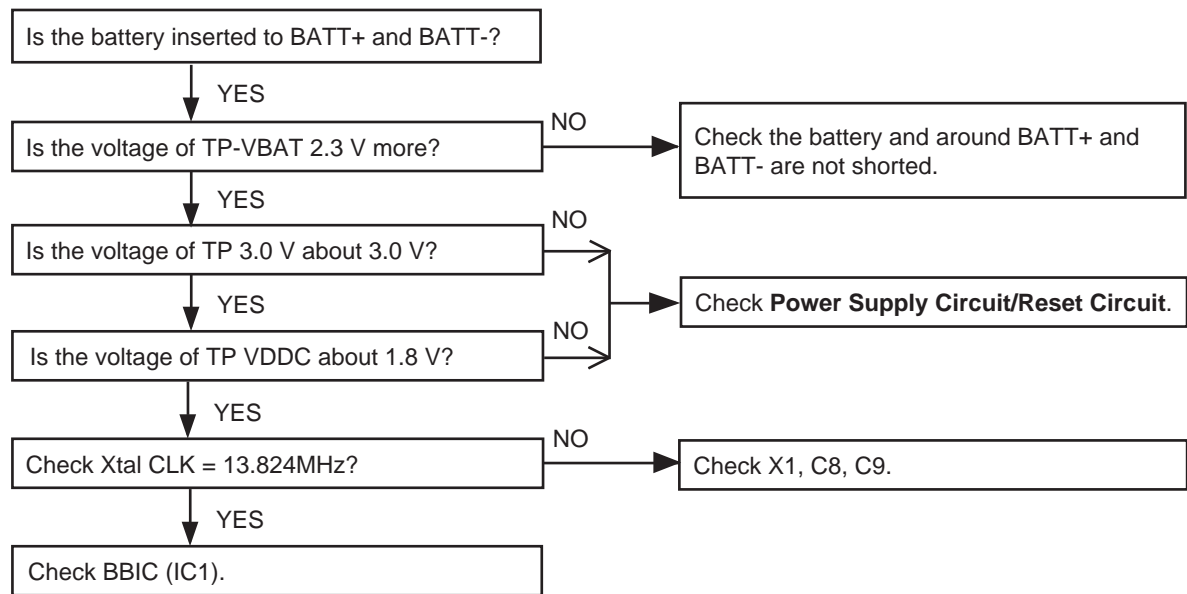 Is the battery inserted to BATT+ and BATT-?
YES
Is the voltage of TP-VBAT 2.3 V more?
NO
Check the battery and around BATT+ and
BATT- are not shorted.
YES
Is the voltage of TP 3.0 V about 3.0 V?
NO
YES
Check Power Supply Circuit/Reset Circuit.
Is the voltage of TP VDDC about 1.8 V?
NO
YES
Check Xtal CLK = 13.824MHz?
NO
Check X1, C8, C9.
YES
Check BBIC (IC1).